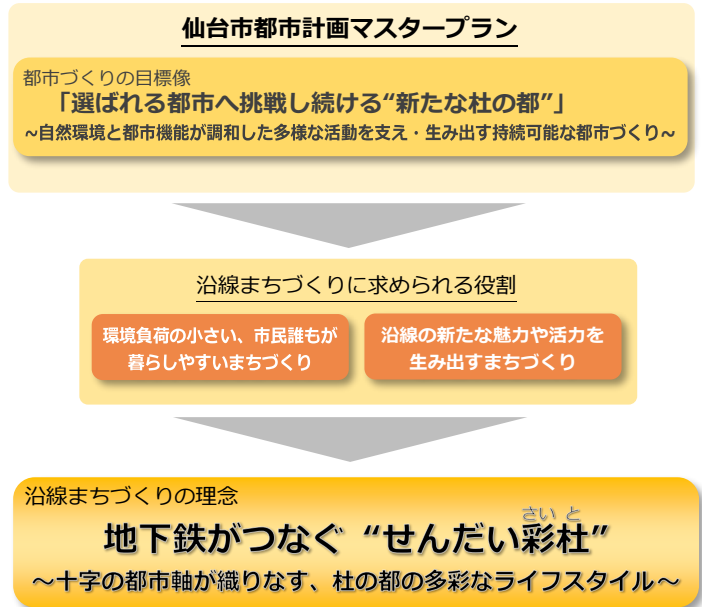 仙台市都市計画マスタープラン
都市づくりの目標像
「選ばれる都市へ挑戦し続ける“新たな杜の都”」
~自然環境と都市機能が調和した多様な活動を支え・生み出す持続可能な都市づくり~
沿線まちづくりに求められる役割
環境負荷の小さい、市民誰もが
暮らしやすいまちづくり
沿線の新たな魅力や活力を
生み出すまちづくり
沿線まちづくりの理念
さい と
地下鉄がつなぐ “せんだい彩杜”
～十字の都市軸が織りなす、杜の都の多彩なライフスタイル～